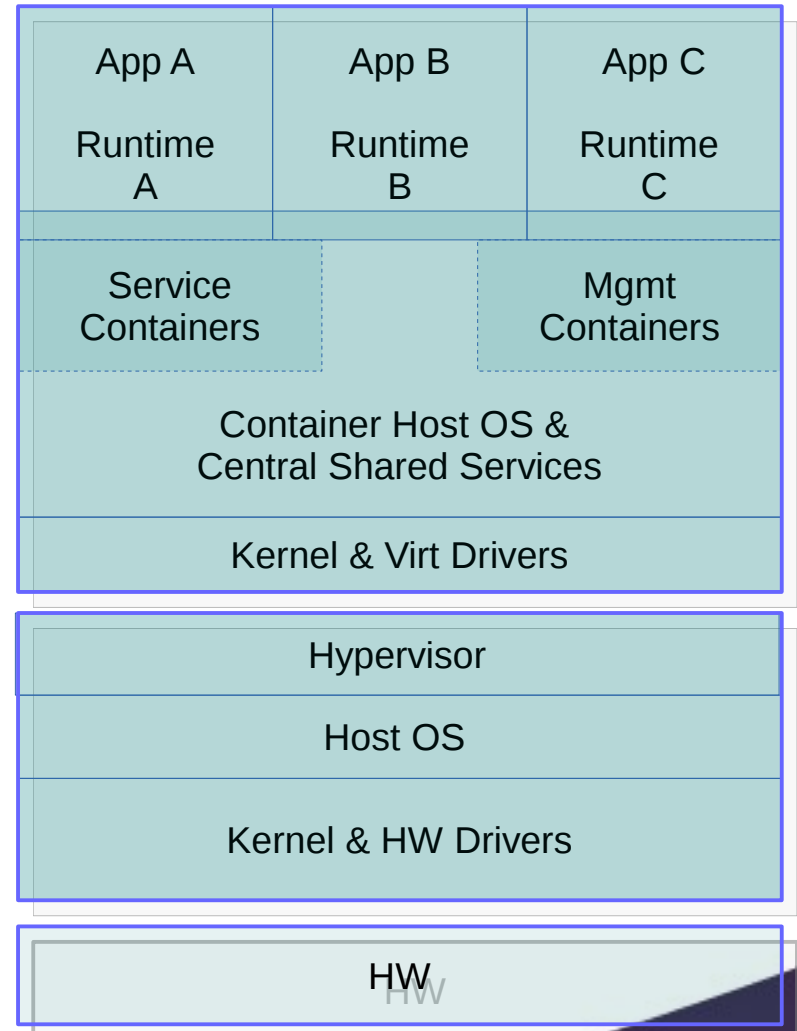 App A
App B
App C
Runtime
A
Runtime
B
Runtime
C
Service
Containers
Mgmt
Containers
Container Host OS &
Central Shared Services
Kernel & Virt Drivers
Hypervisor
Host OS
Kernel & HW Drivers
HW
HW